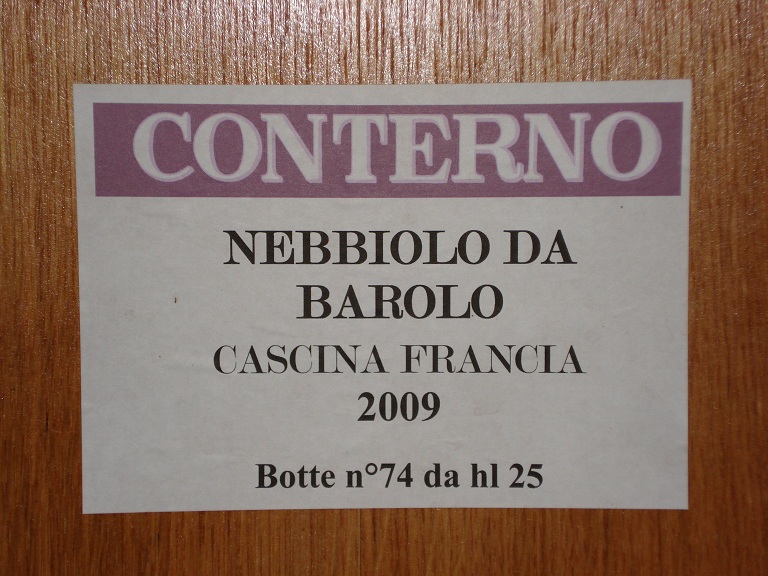 CONTERNO
NEBBIOLO DA
BAROLO
CASCINA FRANCIA
2009
Botte n°74 da hl 25